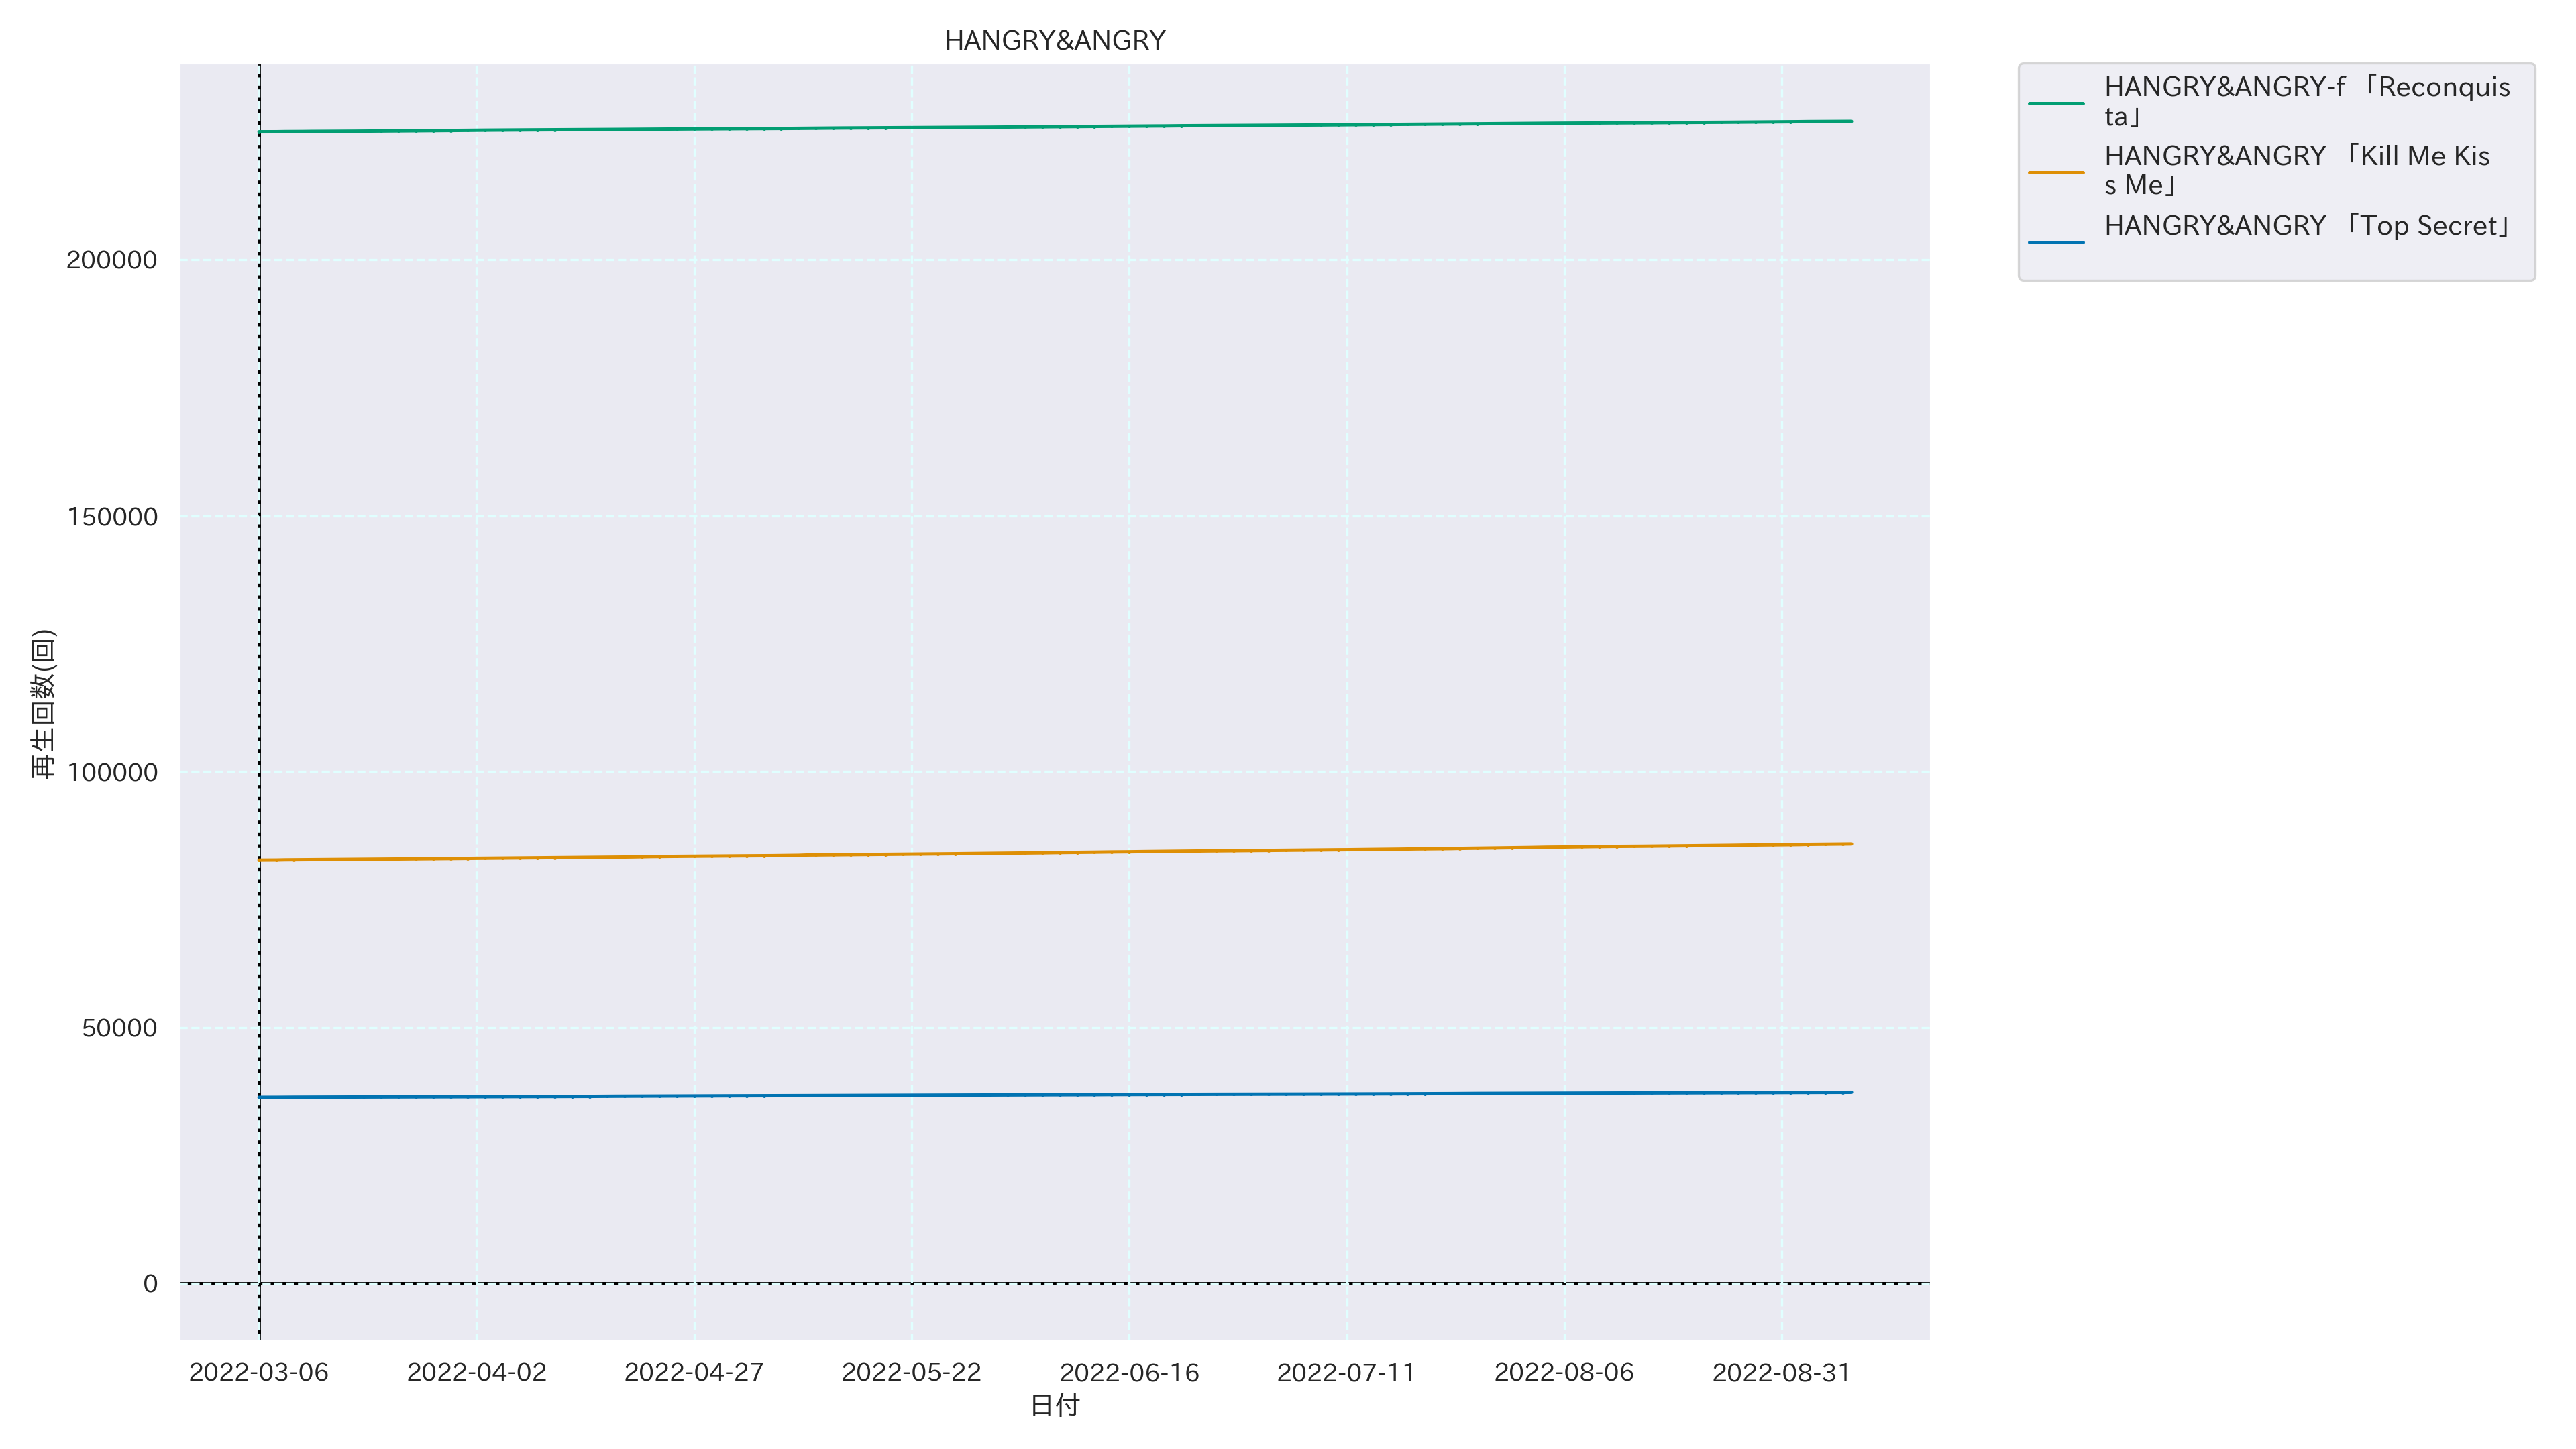 HANGRY&ANGRY
HANGRY&ANGRY-f 「Reconquis
ta」
HANGRY&ANGRY 「Kill Me Kis
s Me」
HANGRY&ANGRY 「Top Secret」
再生回数(回)
200000
150000
100000
50000
0
2022-03-06
2022-04-02
2022-04-27
2022-05-22
2022-06-16
2022-07-11
2022-08-06
2022-08-31
日付